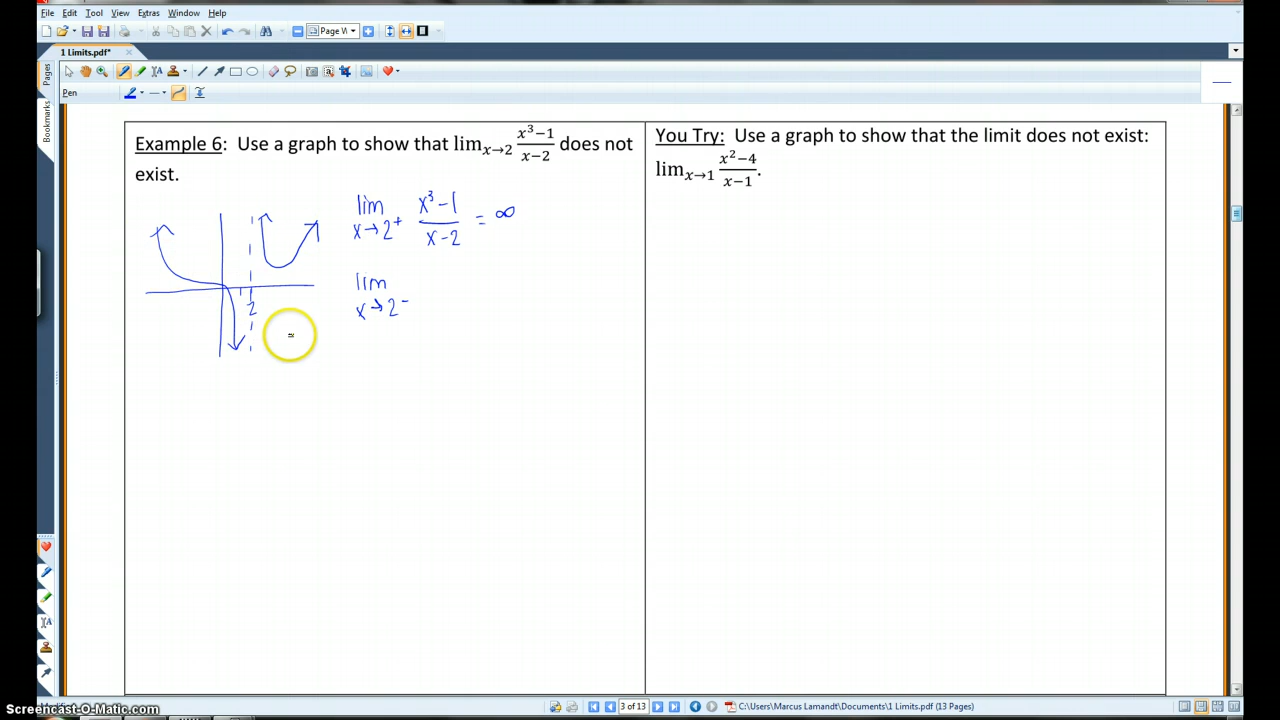 File Edit Tool View Extras Window Help
Page W
1 Limits.pdf*
Pen
Pages
Bookmarks
Example 6: Use a graph to show that lim x→2 x³−1 / x−2 does not
exist.
lim x→2⁺ x³-1 / x-2 = ∞
lim x→2⁻
2
You Try: Use a graph to show that the limit does not exist:
lim x→1 x²−4 / x−1.
3 of 13
C:\Users\Marcus Lamandt\Documents\1 Limits.pdf (13 Pages)
Screencast-O-Matic.com